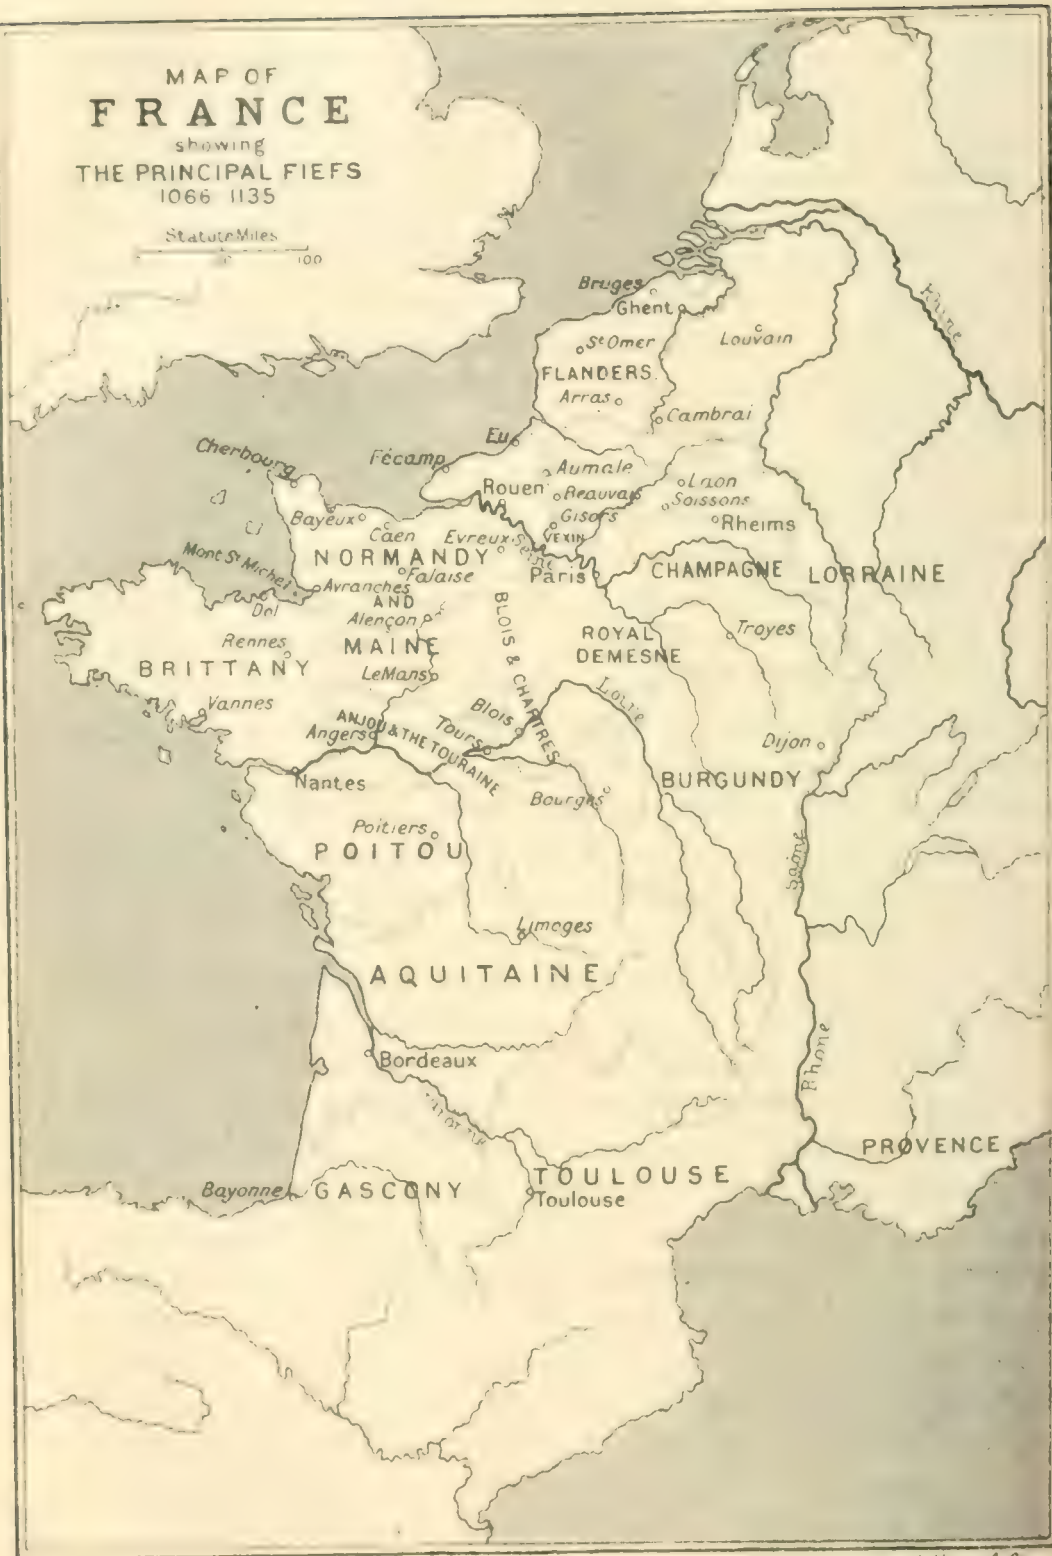 MAP OF
FRANCE
showing
THE PRINCIPAL FIEFS
1066 1135
Statute Miles
100
Rhine
Bruges
Ghent
Louvain
St Omer
FLANDERS
Arras
Cambrai
Eu
Cherbourg
Fécamp
Aumale
Laon
Rouen
Beauvais
Soissons
Bayeux
Gisors
Rheims
Caen
Evreux
Seine
VEXIN
NORMANDY
Mont St Michel
Falaise
Paris
CHAMPAGNE
LORRAINE
Avranches
AND
Dol
Alençon
BLOIS & CHARTRES
Rennes
MAINE
ROYAL
DEMESNE
Troyes
BRITTANY
Le Mans
Loire
Vannes
Blois
ANJOU & THE TOURAINE
Angers
Tours
Dijon
Nantes
BURGUNDY
Bourges
Poitiers
POITOU
Saône
Limoges
AQUITAINE
Bordeaux
Rhone
PROVENCE
Bayonne
GASCONY
TOULOUSE
Toulouse